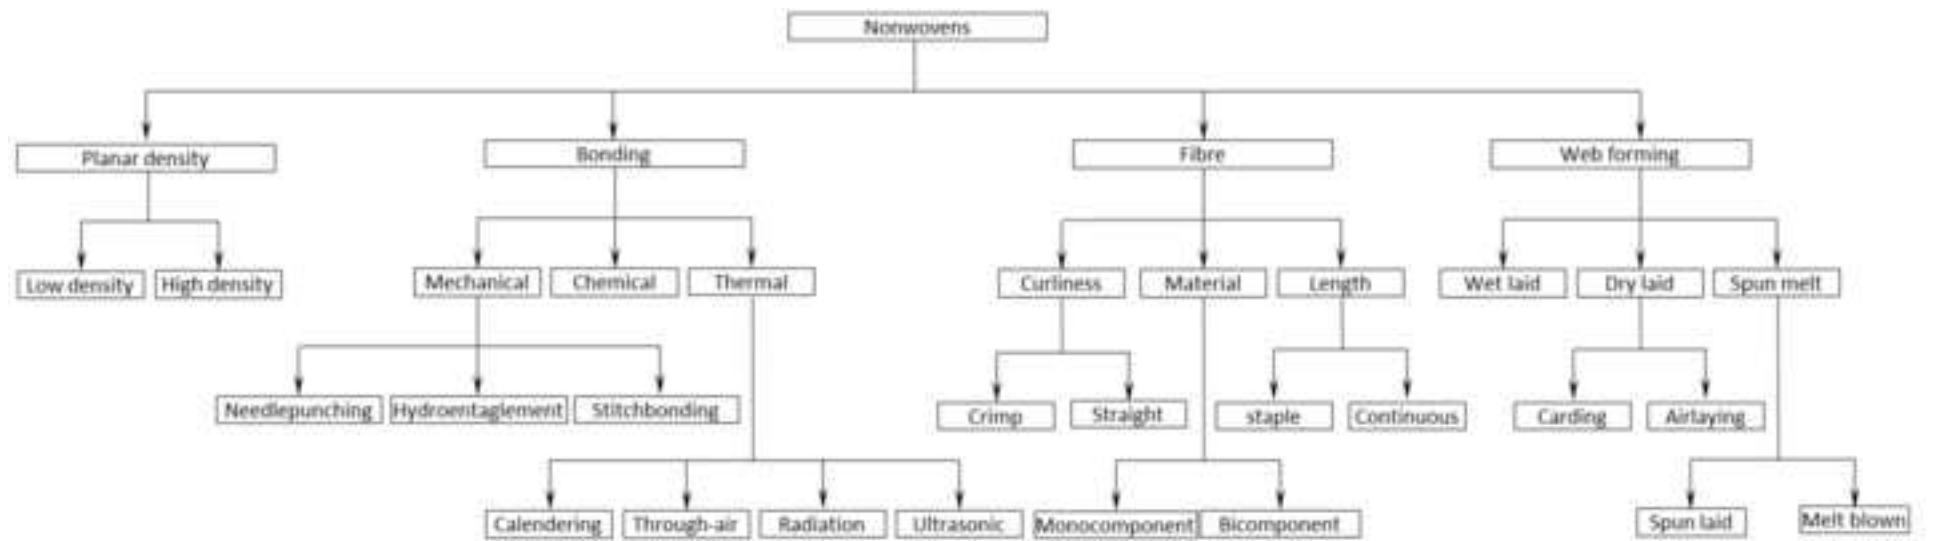 Nonwovens
Planar density
Bonding
Fibre
Web forming
Low density
High density
Mechanical
Chemical
Thermal
Curliness
Material
Length
Wet laid
Dry laid
Spun melt
Needlepunching
Hydroentaglement
Stitchbonding
Crimp
Straight
staple
Continuous
Carding
Airlaying
Calendering
Through-air
Radiation
Ultrasonic
Monocomponent
Bicomponent
Spun laid
Melt blown